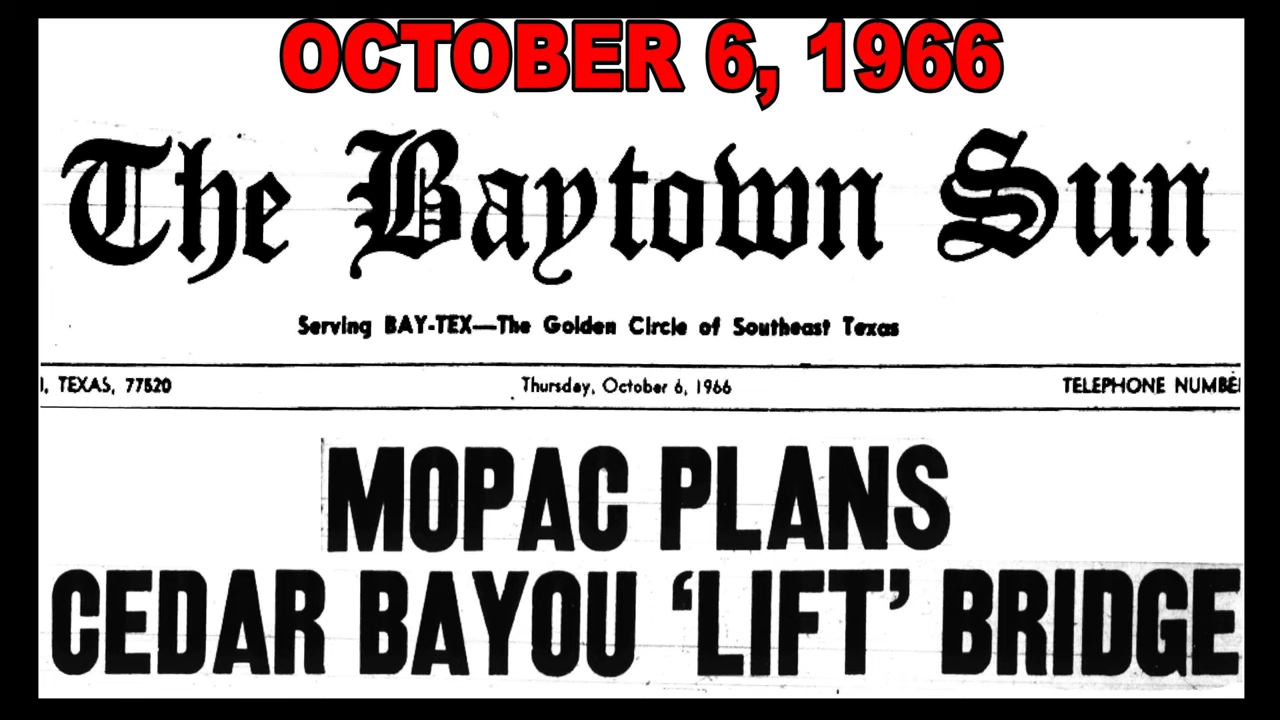 OCTOBER 6, 1966
The Baytown Sun
Serving BAY-TEX—The Golden Circle of Southeast Texas
TEXAS, 77520 Thursday, October 6, 1966 TELEPHONE
MOPAC PLANS
CEDAR BAYOU ‘LIFT’ BRIDGE